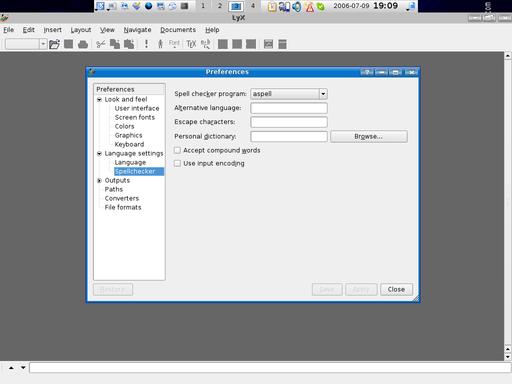 1 2 3 4 2006-07-09 19:09
LyX
File Edit Insert Layout View Navigate Documents Help
Font TeX
Preferences
Preferences
Look and feel
User interface
Screen fonts
Colors
Graphics
Keyboard
Language settings
Language
Spellchecker
Outputs
Paths
Converters
File formats
Spell checker program: aspell
Alternative language:
Escape characters:
Personal dictionary: Browse...
Accept compound words
Use input encoding
Restore Save Apply Close